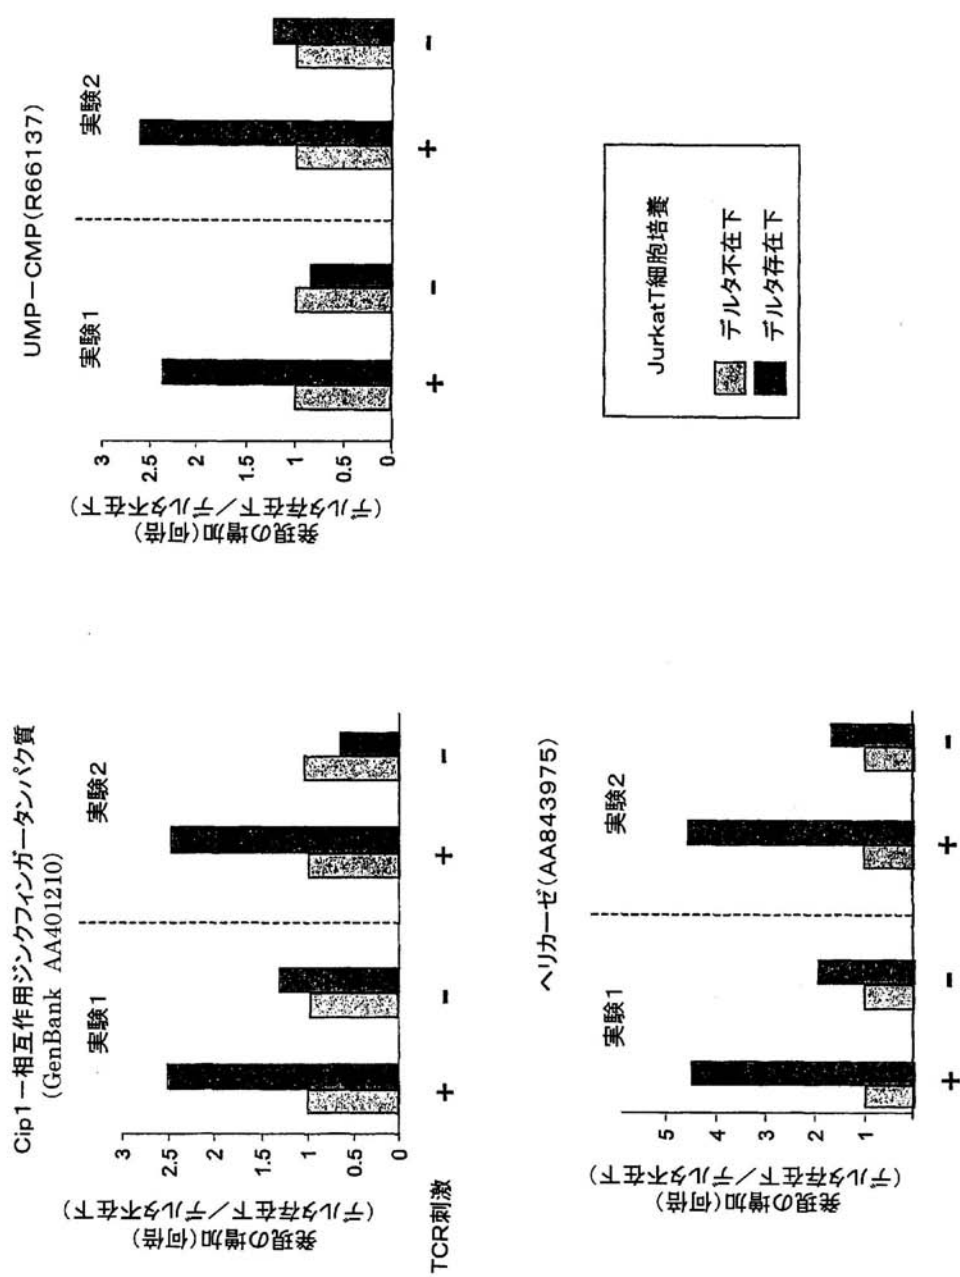 Cip1－相互作用ジンクフィンガータンパク質
(GenBank AA401210)
発現の増加(何倍)
(デルタ存在下／デルタ不在下)
3
2.5
2
1.5
1
0.5
0
実験1
実験2
TCR刺激
+
-
+
-
UMP－CMP(R66137)
発現の増加(何倍)
(デルタ存在下／デルタ不在下)
3
2.5
2
1.5
1
0.5
0
実験1
実験2
+
-
+
-
ヘリカーゼ(AA843975)
発現の増加(何倍)
(デルタ存在下／デルタ不在下)
5
4
3
2
1
実験1
実験2
+
-
+
-
JurkatT細胞培養
デルタ不在下
デルタ存在下